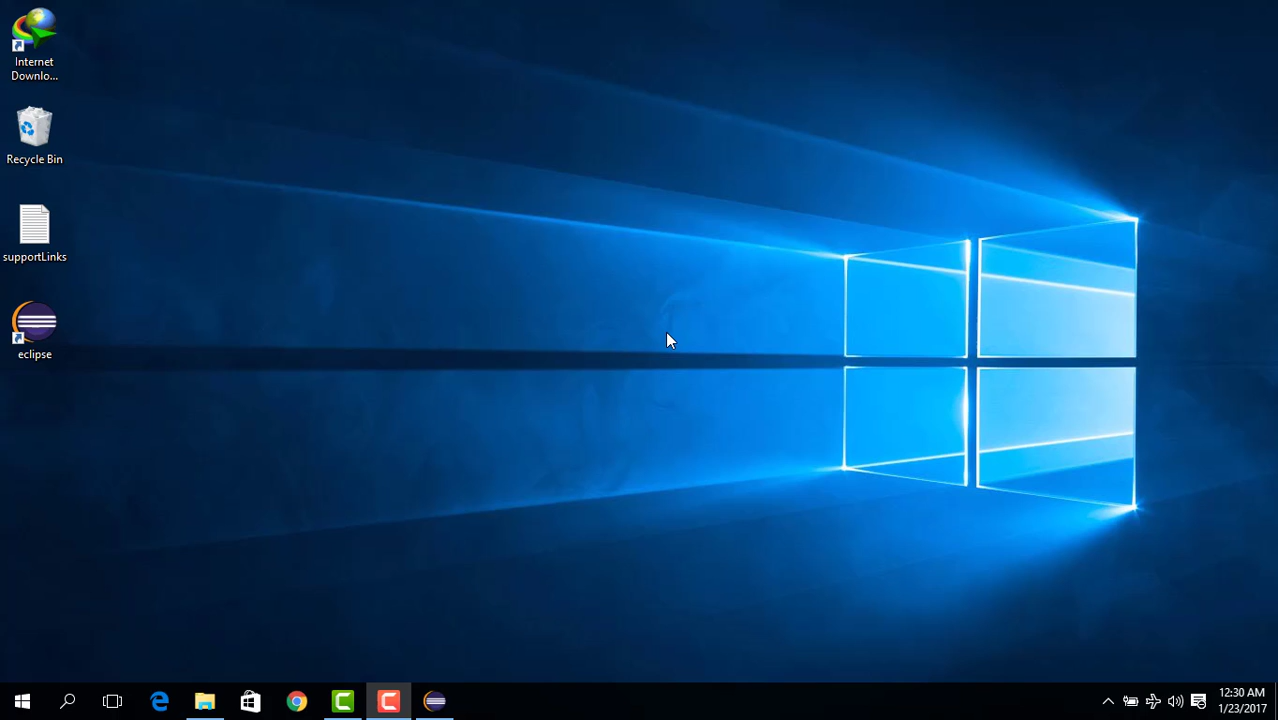 Internet
Downlo...
Recycle Bin
supportLinks
eclipse
12:30 AM
1/23/2017